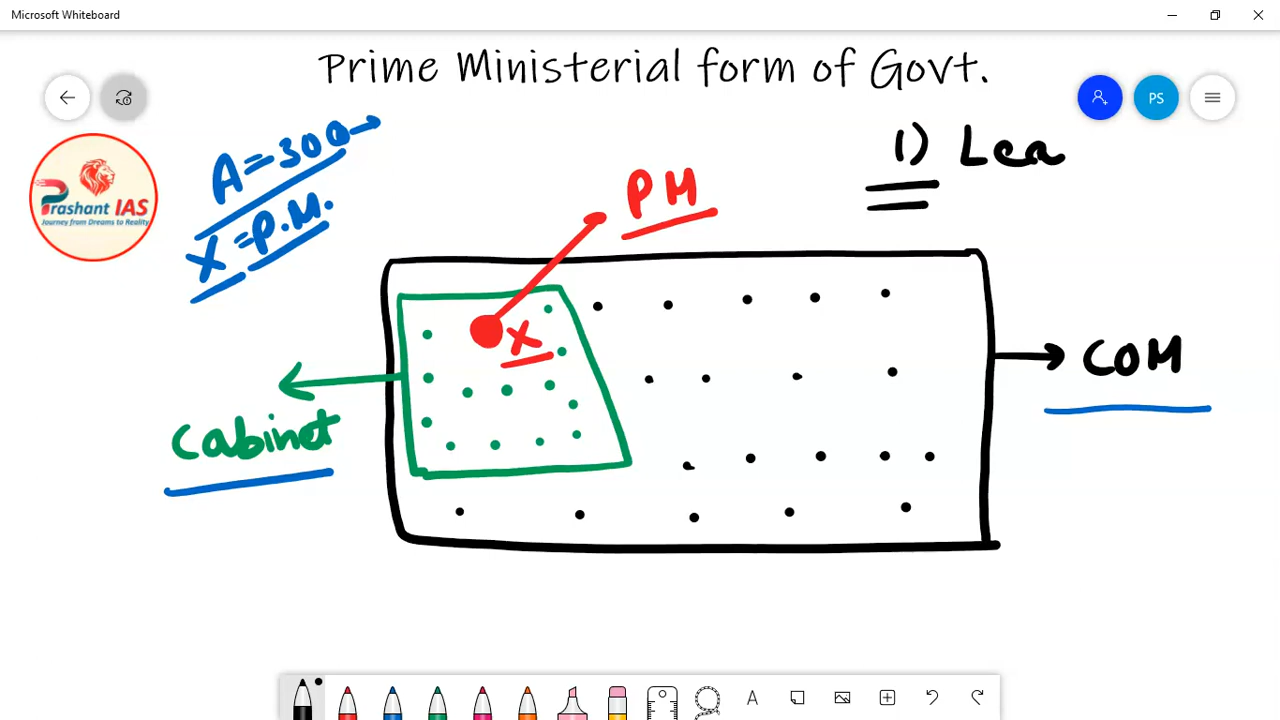 Microsoft Whiteboard
Prime Ministerial form of Govt.
PS
A = 300 →
X = P.M.
Prashant IAS
Journey from Dreams to Reality
PM
1) Lea
X
COM
Cabinet
A